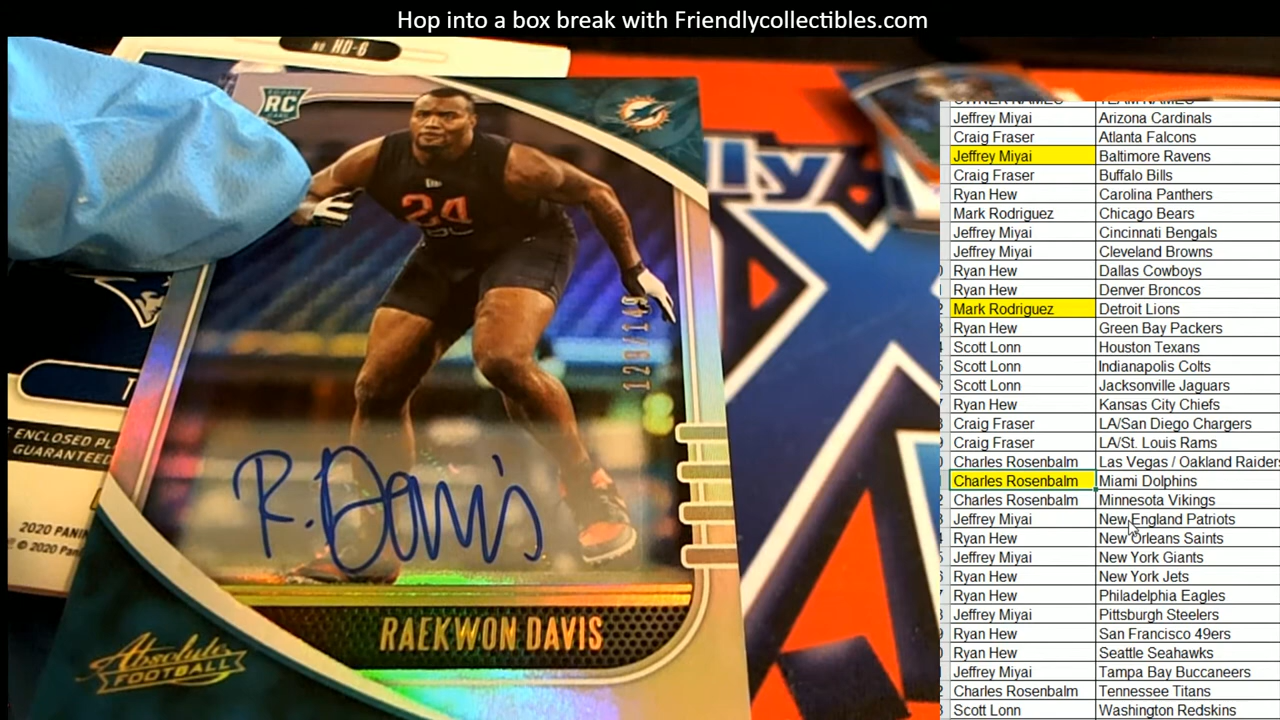 Hop into a box break with Friendlycollectibles.com
NO. HD-6
RC
24
R. Davis
RAEKWON DAVIS
Absolute
FOOTBALL
ENCLOSED PL
GUARANTEED
2020 PANIN
© 2020 Pan
ly
OWNER NAMES TEAM NAMES
Jeffrey Miyai Arizona Cardinals
Craig Fraser Atlanta Falcons
Jeffrey Miyai Baltimore Ravens
Craig Fraser Buffalo Bills
Ryan Hew Carolina Panthers
Mark Rodriguez Chicago Bears
Jeffrey Miyai Cincinnati Bengals
Jeffrey Miyai Cleveland Browns
Ryan Hew Dallas Cowboys
Ryan Hew Denver Broncos
Mark Rodriguez Detroit Lions
Ryan Hew Green Bay Packers
Scott Lonn Houston Texans
Scott Lonn Indianapolis Colts
Scott Lonn Jacksonville Jaguars
Ryan Hew Kansas City Chiefs
Craig Fraser LA/San Diego Chargers
Craig Fraser LA/St. Louis Rams
Charles Rosenbalm Las Vegas / Oakland Raiders
Charles Rosenbalm Miami Dolphins
Charles Rosenbalm Minnesota Vikings
Jeffrey Miyai New England Patriots
Ryan Hew New Orleans Saints
Jeffrey Miyai New York Giants
Ryan Hew New York Jets
Ryan Hew Philadelphia Eagles
Jeffrey Miyai Pittsburgh Steelers
Ryan Hew San Francisco 49ers
Ryan Hew Seattle Seahawks
Jeffrey Miyai Tampa Bay Buccaneers
Charles Rosenbalm Tennessee Titans
Scott Lonn Washington Redskins